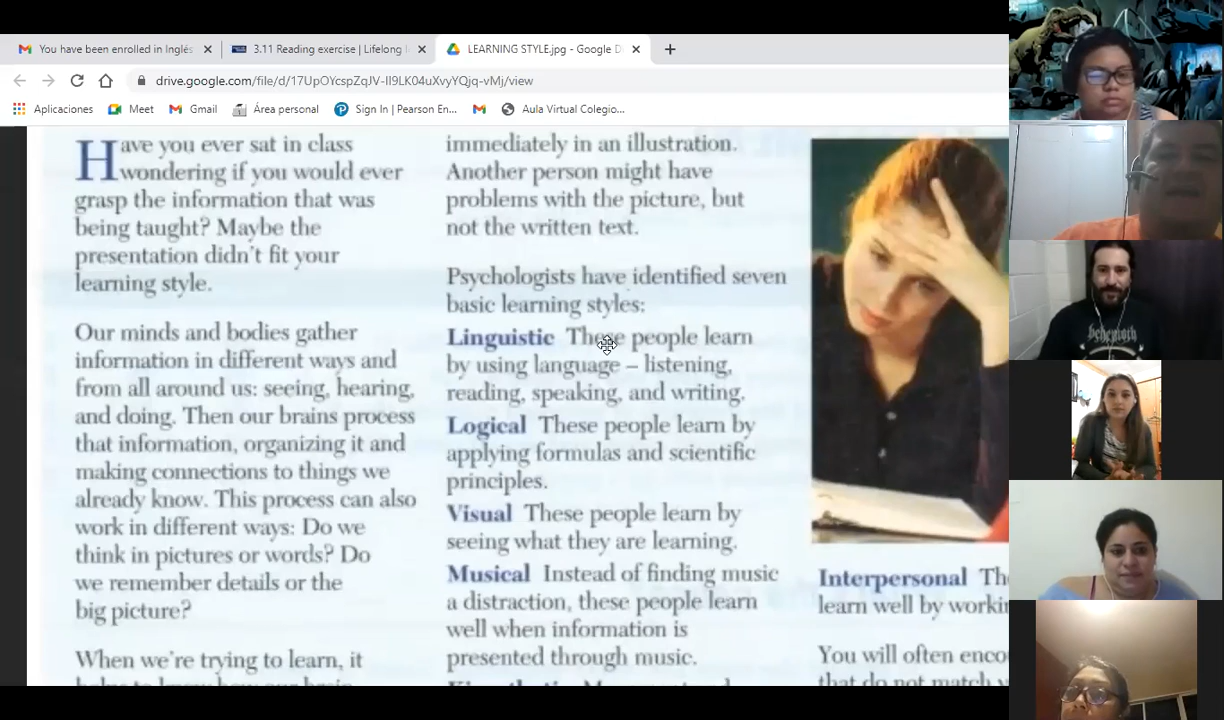 You have been enrolled in Inglés
3.11 Reading exercise | Lifelong
LEARNING STYLE.jpg - Google D
Aplicaciones
Meet
Gmail
Área personal
Sign In | Pearson En...
Aula Virtual Colegio...
Have you ever sat in class
wondering if you would ever
grasp the information that was
being taught? Maybe the
presentation didn't fit your
learning style.
Our minds and bodies gather
information in different ways and
from all around us: seeing, hearing,
and doing. Then our brains process
that information, organizing it and
making connections to things we
already know. This process can also
work in different ways: Do we
think in pictures or words? Do
we remember details or the
big picture?
When we're trying to learn, it
immediately in an illustration.
Another person might have
problems with the picture, but
not the written text.
Psychologists have identified seven
basic learning styles:
Linguistic These people learn
by using language – listening,
reading, speaking, and writing.
Logical These people learn by
applying formulas and scientific
principles.
Visual These people learn by
seeing what they are learning.
Musical Instead of finding music
a distraction, these people learn
well when information is
presented through music.
Interpersonal Th
learn well by workin
You will often enco
that do not match
behemoth